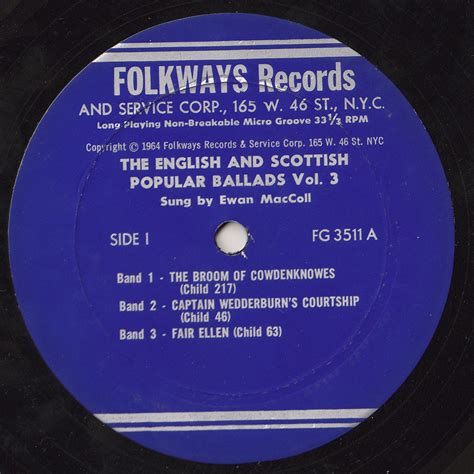 FOLKWAYS Records
AND SERVICE CORP., 165 W. 46 ST., N.Y.C.
Long Playing Non-Breakable Micro Groove 33 1/3 RPM
Copyright © 1964 Folkways Records & Service Corp. 165 W. 46 St. NYC
THE ENGLISH AND SCOTTISH
POPULAR BALLADS Vol. 3
Sung by Ewan MacColl
SIDE I FG 3511 A
Band 1 - THE BROOM OF COWDENKNOWES
(Child 217)
Band 2 - CAPTAIN WEDDERBURN'S COURTSHIP
(Child 46)
Band 3 - FAIR ELLEN (Child 63)